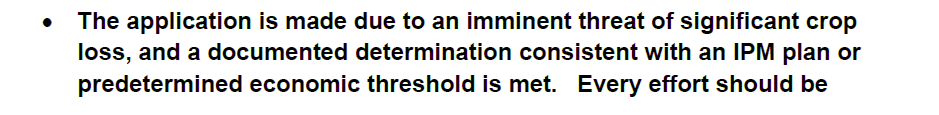 • The application is made due to an imminent threat of significant crop
loss, and a documented determination consistent with an IPM plan or
predetermined economic threshold is met.   Every effort should be